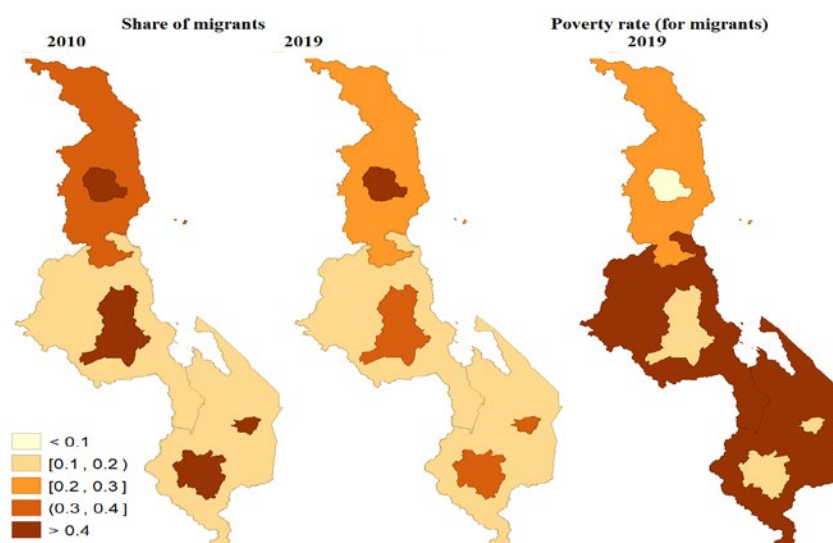 Share of migrants
Poverty rate (for migrants)
2010
2019
2019
< 0.1
[0.1 , 0.2 )
[0.2 , 0.3]
(0.3 , 0.4]
> 0.4